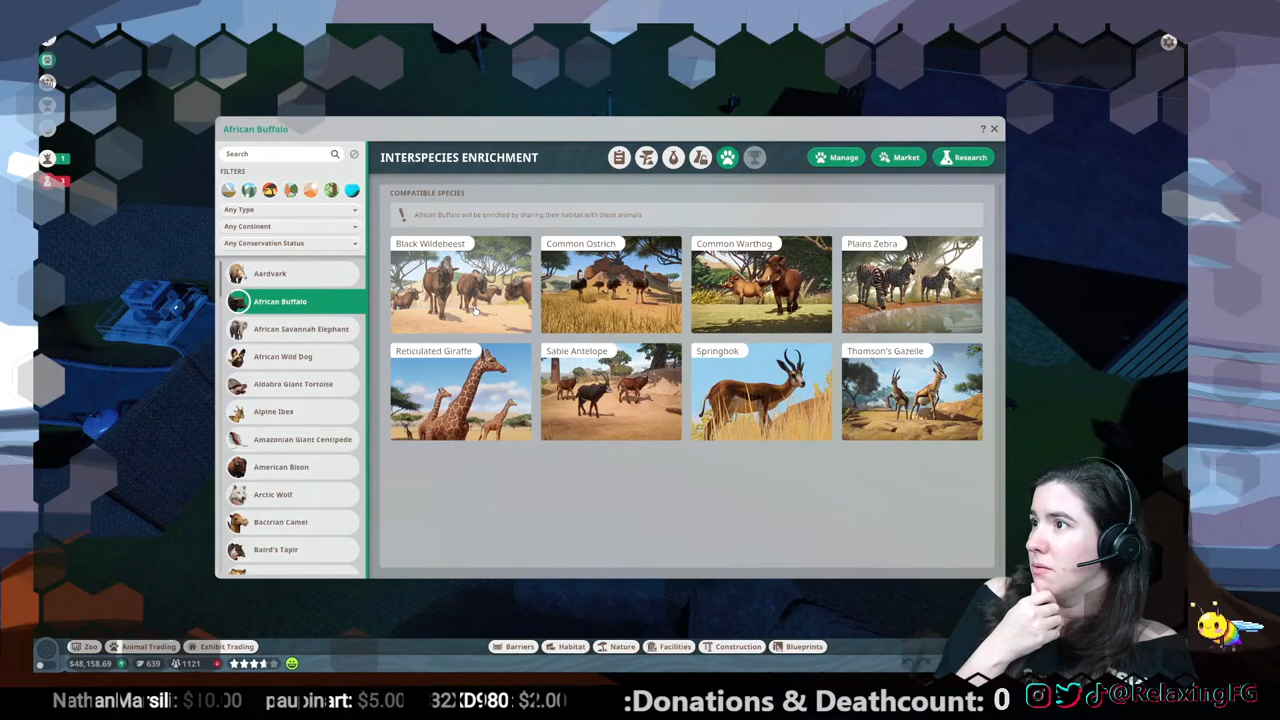 African Buffalo
?
Search
FILTERS
Any Type
Any Continent
Any Conservation Status
Aardvark
African Buffalo
African Savannah Elephant
African Wild Dog
Aldabra Giant Tortoise
Alpine Ibex
Amazonian Giant Centipede
American Bison
Arctic Wolf
Bactrian Camel
Baird's Tapir
INTERSPECIES ENRICHMENT
Manage
Market
Research
COMPATIBLE SPECIES
African Buffalo will be enriched by sharing their habitat with these animals
Black Wildebeest
Common Ostrich
Common Warthog
Plains Zebra
Reticulated Giraffe
Sable Antelope
Springbok
Thomson's Gazelle
1
3
Zoo
Animal Trading
Exhibit Trading
Barriers
Habitat
Nature
Facilities
Construction
Blueprints
$48,158.69
639
1121
NathanMarsili: $10.00 paupinart: $5.00 32XD980: $2.00
:Donations & Deathcount: 0
@RelaxingFG